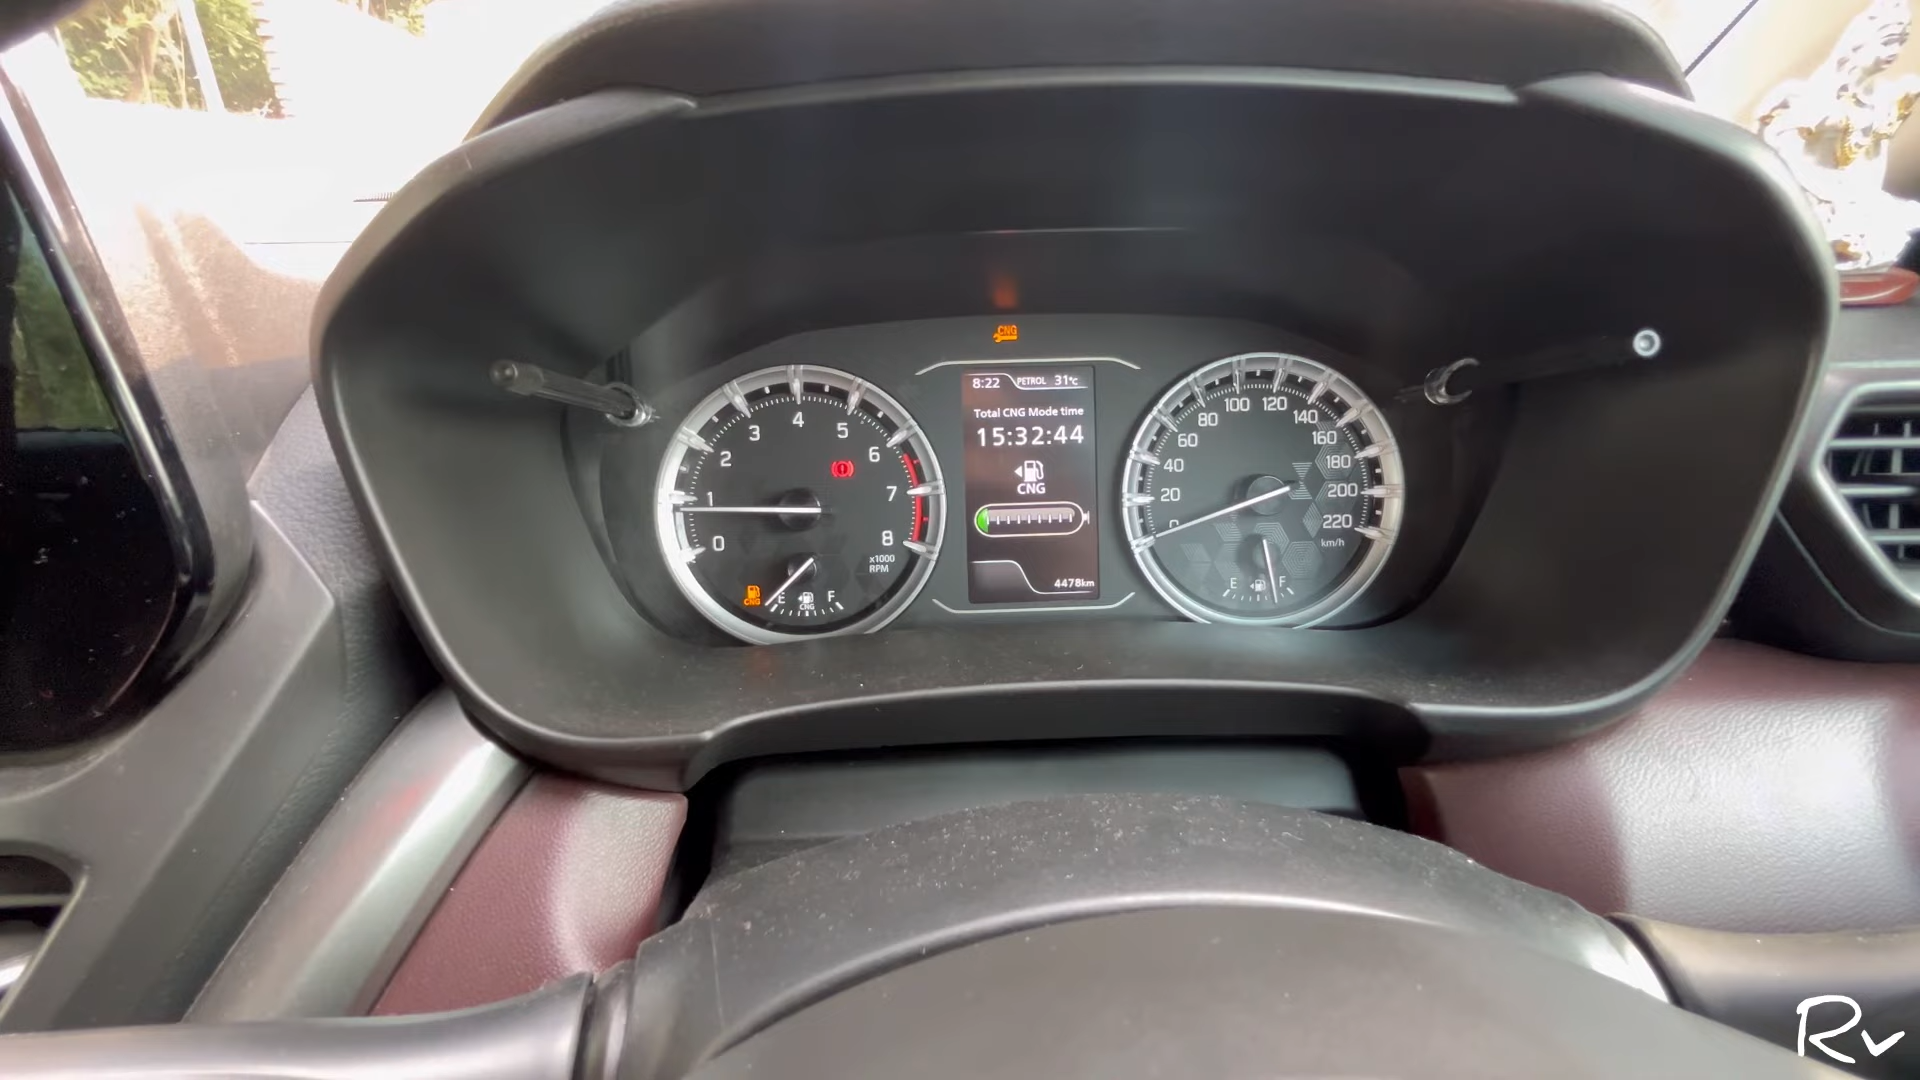 CNG
8:22 PETROL 31°c
Total CNG Mode time
15:32:44
CNG
4478km
0 1 2 3 4 5 6 7 8
x1000
RPM
CNG E CNG F
0 20 40 60 80 100 120 140 160 180 200 220
km/h
E F
Rv